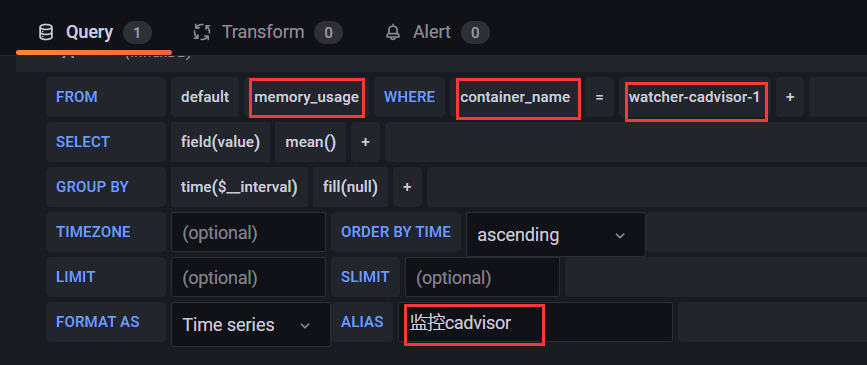 Query 1 Transform 0 Alert 0
FROM default memory_usage WHERE container_name = watcher-cadvisor-1 +
SELECT field(value) mean() +
GROUP BY time($__interval) fill(null) +
TIMEZONE (optional) ORDER BY TIME ascending
LIMIT (optional) SLIMIT (optional)
FORMAT AS Time series ALIAS 监控cadvisor